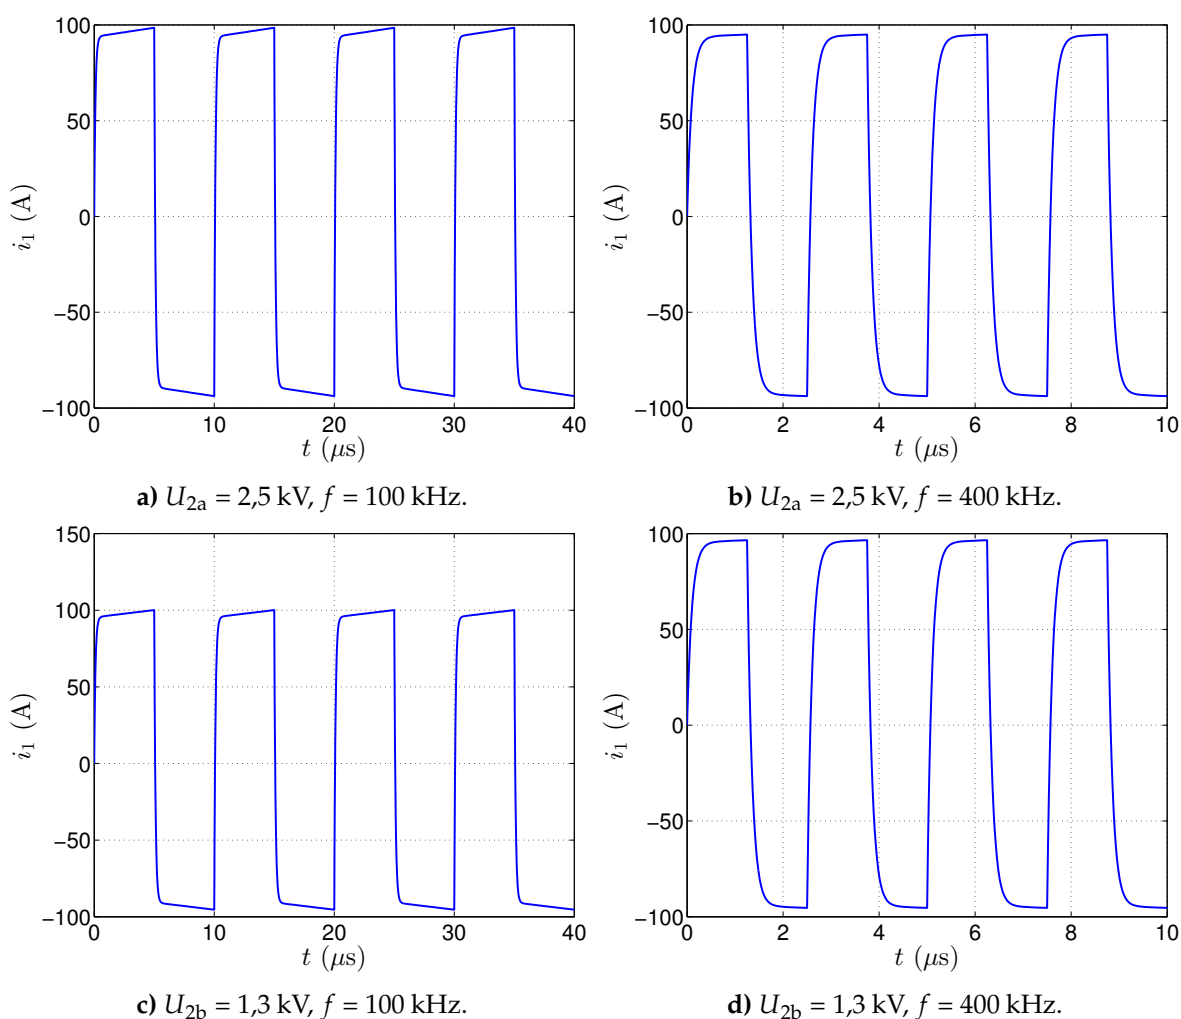 100
50
0
−50
−100
i₁ (A)
0 10 20 30 40
t (μs)
a) U₂ₐ = 2,5 kV, f = 100 kHz.
100
50
0
−50
−100
i₁ (A)
0 2 4 6 8 10
t (μs)
b) U₂ₐ = 2,5 kV, f = 400 kHz.
150
100
50
0
−50
−100
i₁ (A)
0 10 20 30 40
t (μs)
c) U_2b = 1,3 kV, f = 100 kHz.
100
50
0
−50
−100
i₁ (A)
0 2 4 6 8 10
t (μs)
d) U_2b = 1,3 kV, f = 400 kHz.